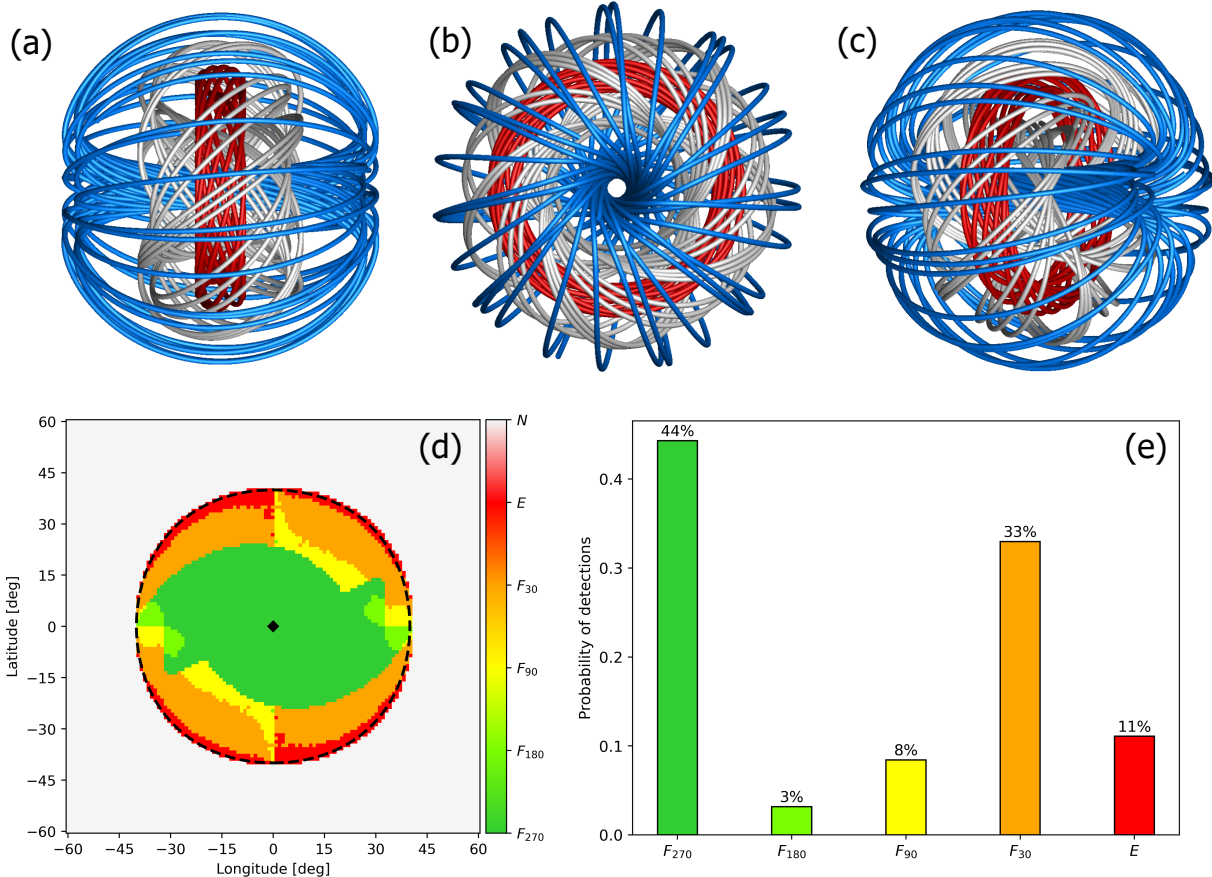 (a)
(b)
(c)
(d)
60
45
30
15
0
−15
−30
−45
−60
Latitude [deg]
−60 −45 −30 −15 0 15 30 45 60
Longitude [deg]
N
E
F30
F90
F180
F270
(e)
Probability of detections
0.4
0.3
0.2
0.1
0.0
44%
3%
8%
33%
11%
F270 F180 F90 F30 E